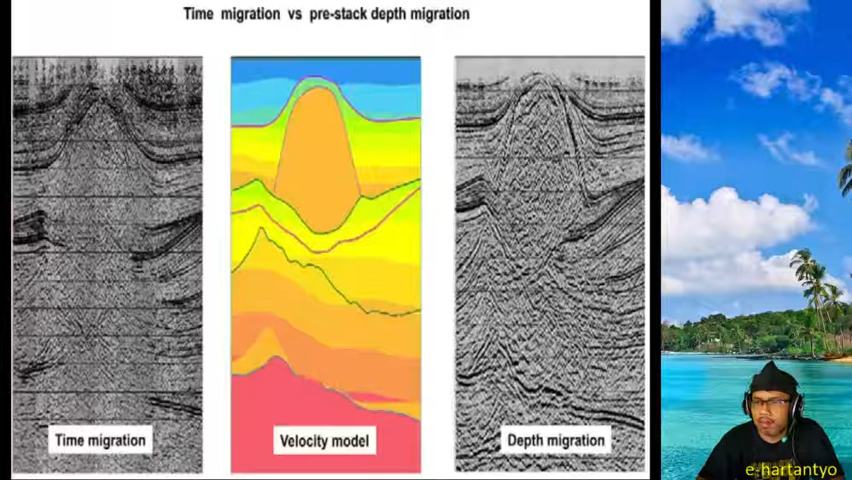 Time migration vs pre-stack depth migration
Time migration
Velocity model
Depth migration
e-hartantyo